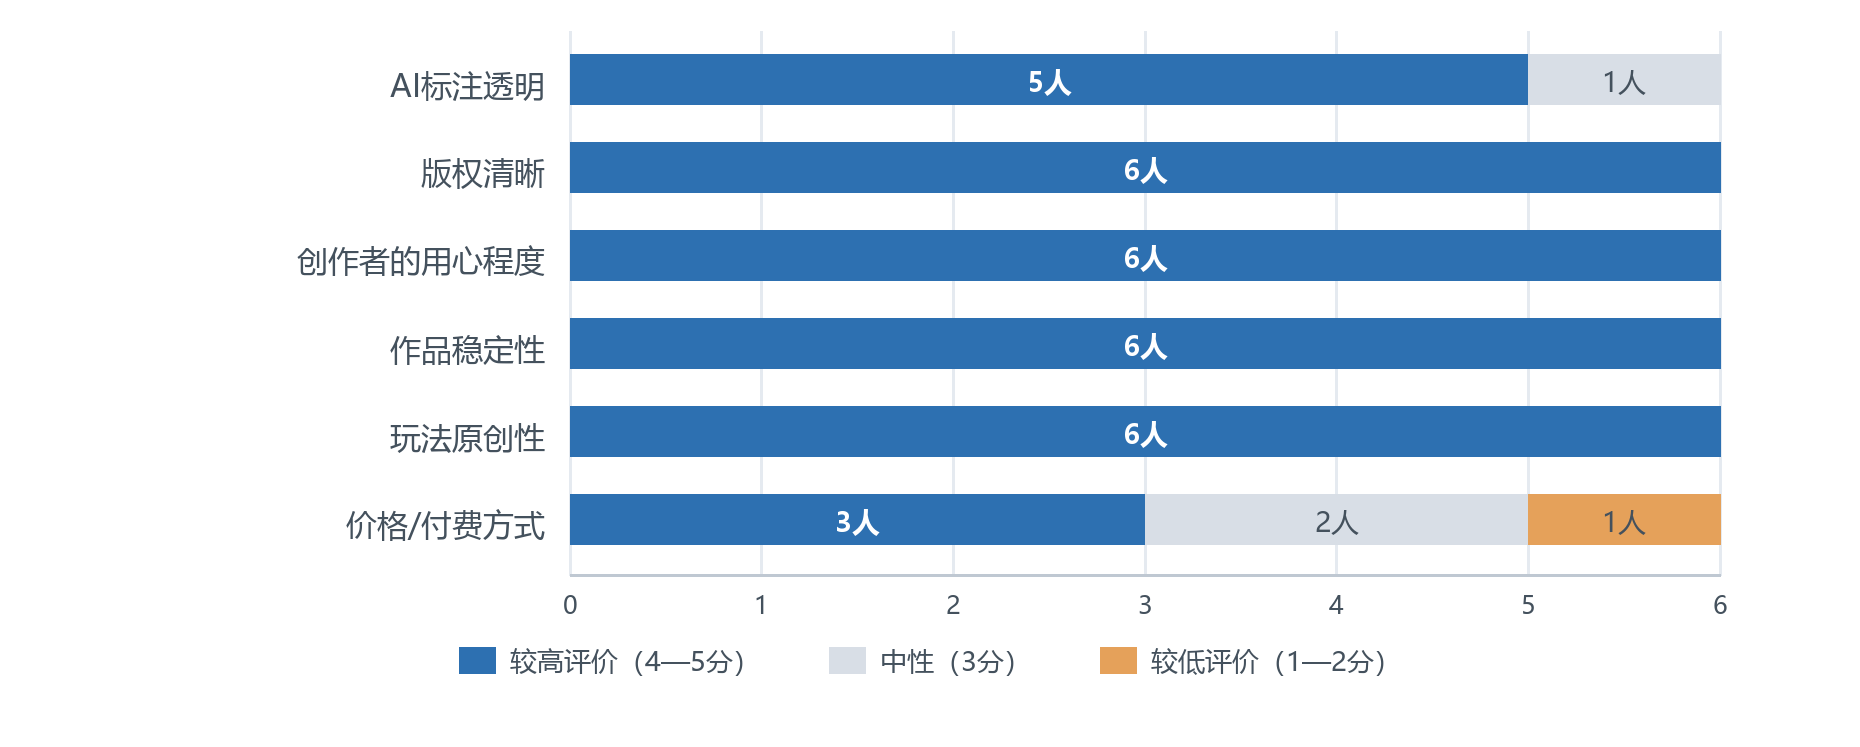 AI标注透明 5人 1人
版权清晰 6人
创作者的用心程度 6人
作品稳定性 6人
玩法原创性 6人
价格/付费方式 3人 2人 1人
0 1 2 3 4 5 6
较高评价（4—5分） 中性（3分） 较低评价（1—2分）